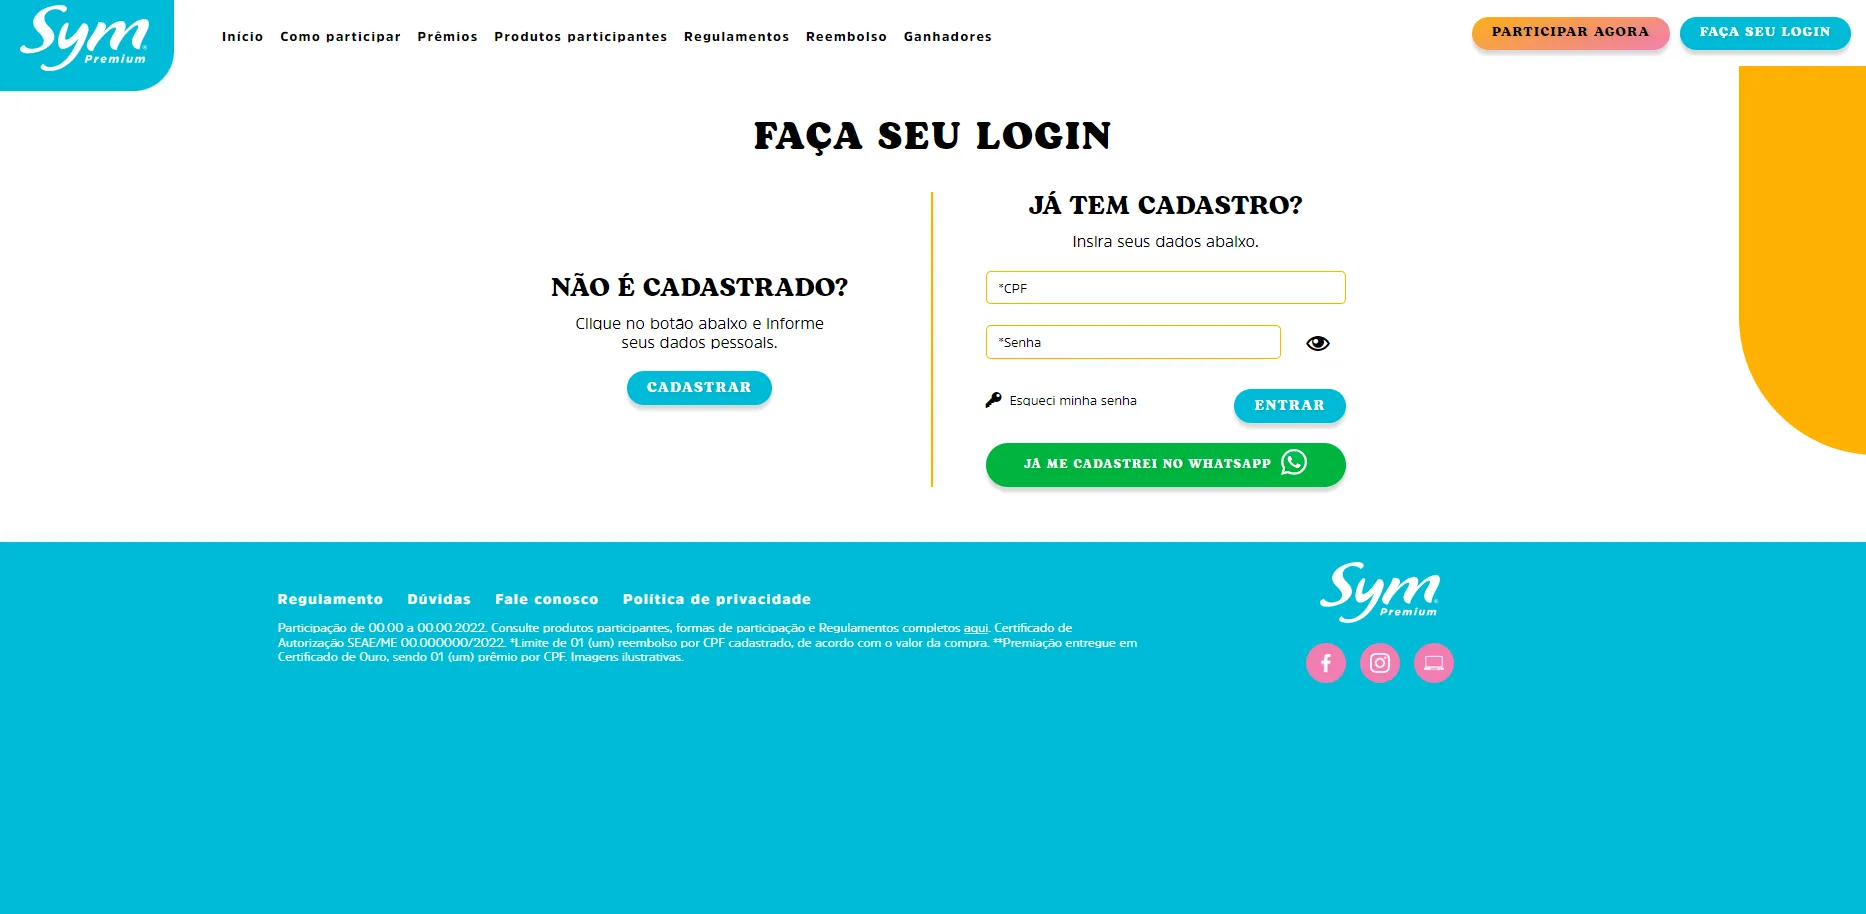 Sym
Premium
Início Como participar Prêmios Produtos participantes Regulamentos Reembolso Ganhadores
PARTICIPAR AGORA
FAÇA SEU LOGIN
FAÇA SEU LOGIN
NÃO É CADASTRADO?
Clique no botão abaixo e informe
seus dados pessoais.
CADASTRAR
JÁ TEM CADASTRO?
Insira seus dados abaixo.
*CPF
*Senha
Esqueci minha senha
ENTRAR
JÁ ME CADASTREI NO WHATSAPP
Regulamento Dúvidas Fale conosco Política de privacidade
Participação de 00.00 a 00.00.2022. Consulte produtos participantes, formas de participação e Regulamentos completos aqui. Certificado de
Autorização SEAE/ME 00.000000/2022. *Limite de 01 (um) reembolso por CPF cadastrado, de acordo com o valor da compra. **Premiação entregue em
Certificado de Ouro, sendo 01 (um) prêmio por CPF. Imagens ilustrativas.
Sym
Premium